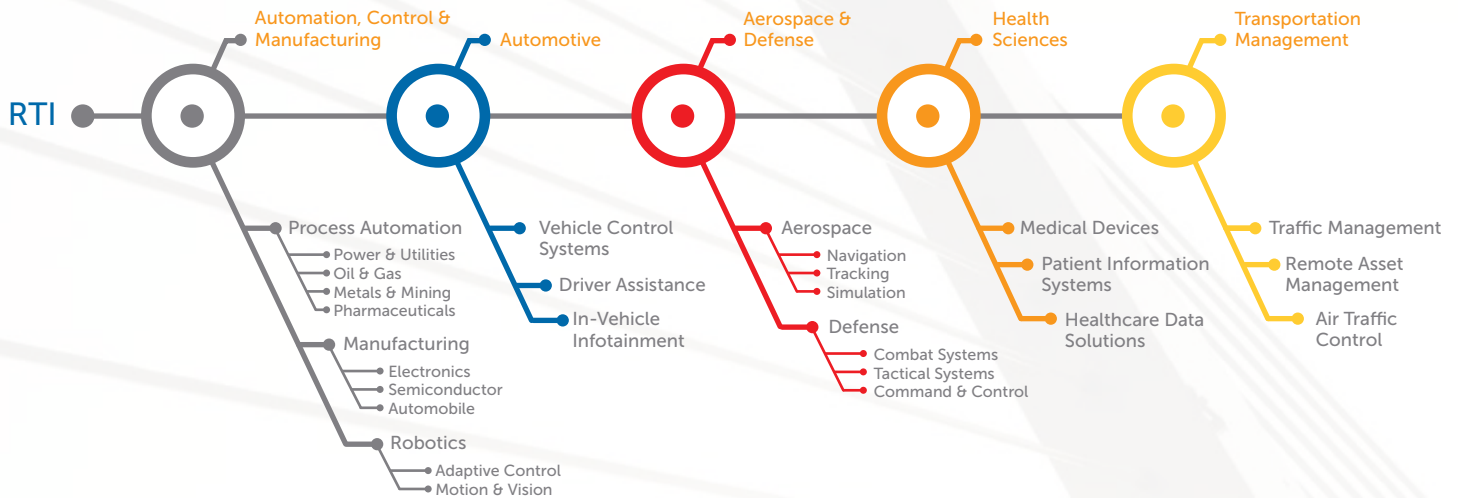 RTI
Automation, Control &
Manufacturing
Process Automation
Power & Utilities
Oil & Gas
Metals & Mining
Pharmaceuticals
Manufacturing
Electronics
Semiconductor
Automobile
Robotics
Adaptive Control
Motion & Vision
Automotive
Vehicle Control
Systems
Driver Assistance
In-Vehicle
Infotainment
Aerospace &
Defense
Aerospace
Navigation
Tracking
Simulation
Defense
Combat Systems
Tactical Systems
Command & Control
Health
Sciences
Medical Devices
Patient Information
Systems
Healthcare Data
Solutions
Transportation
Management
Traffic Management
Remote Asset
Management
Air Traffic
Control